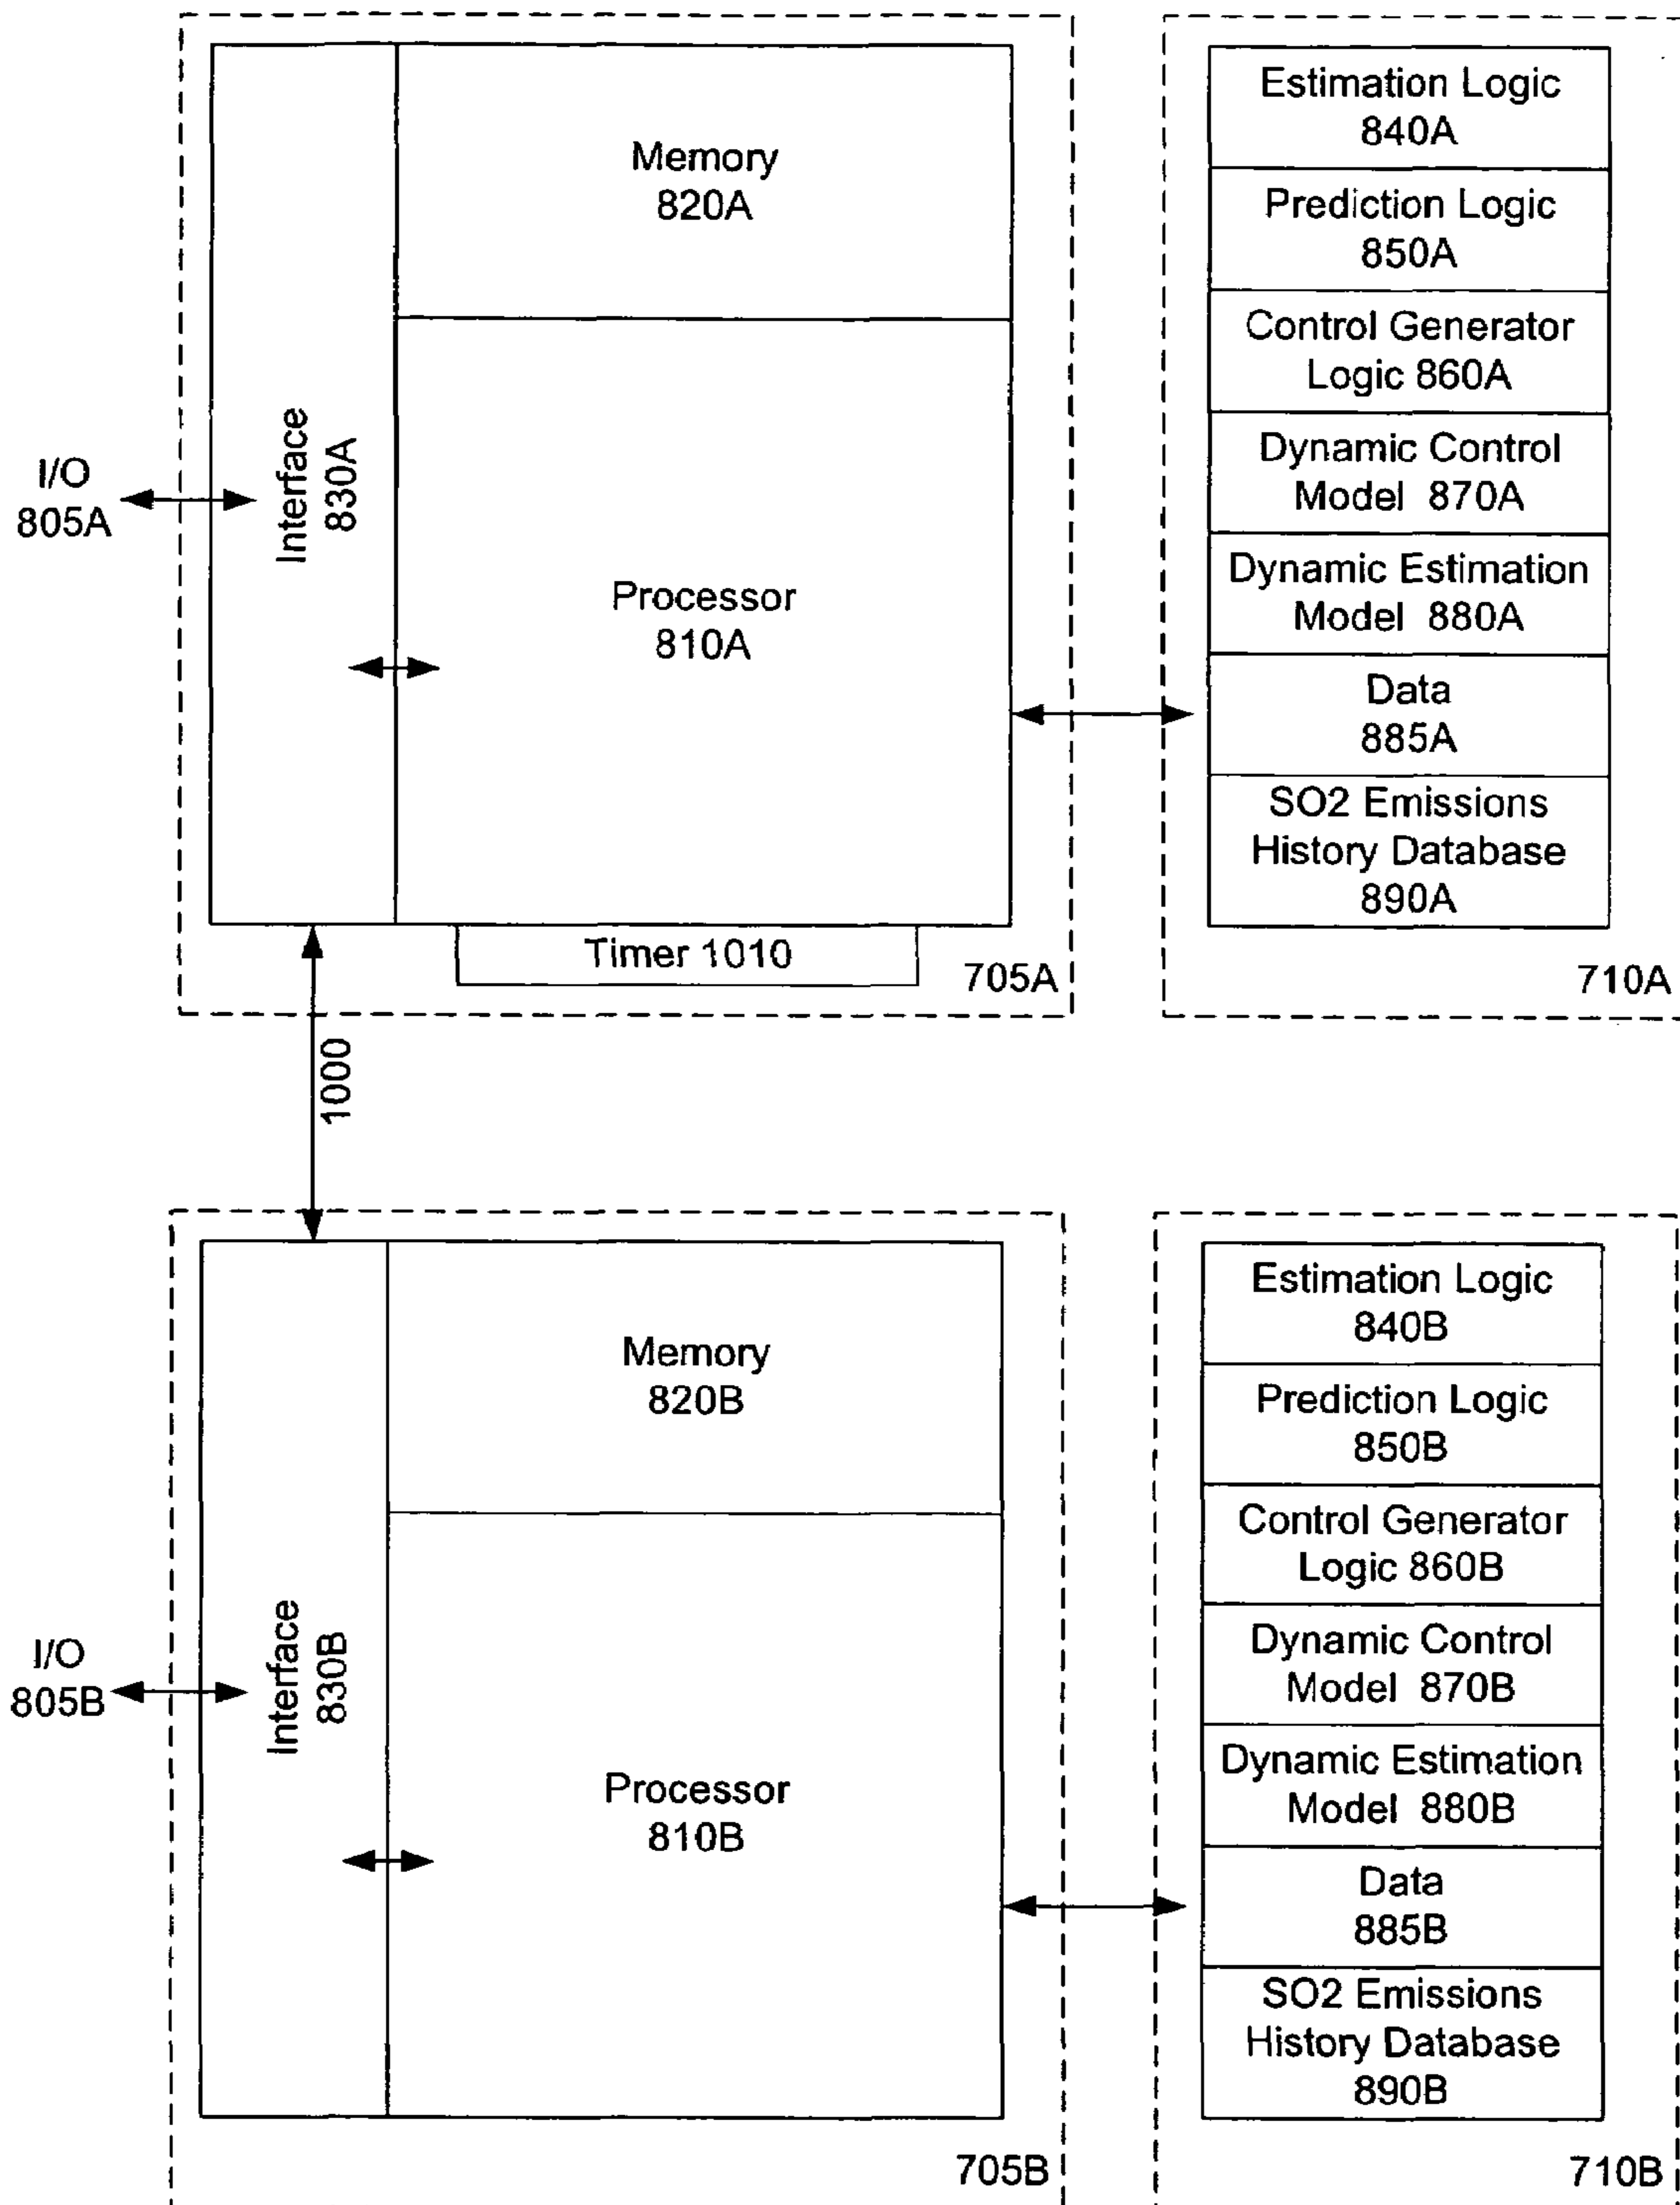 Memory
820A
Interface
830A
I/O
805A
Processor
810A
Timer 1010
705A
Estimation Logic
840A
Prediction Logic
850A
Control Generator
Logic 860A
Dynamic Control
Model 870A
Dynamic Estimation
Model 880A
Data
885A
SO2 Emissions
History Database
890A
710A
1000
Memory
820B
Interface
830B
I/O
805B
Processor
810B
705B
Estimation Logic
840B
Prediction Logic
850B
Control Generator
Logic 860B
Dynamic Control
Model 870B
Dynamic Estimation
Model 880B
Data
885B
SO2 Emissions
History Database
890B
710B